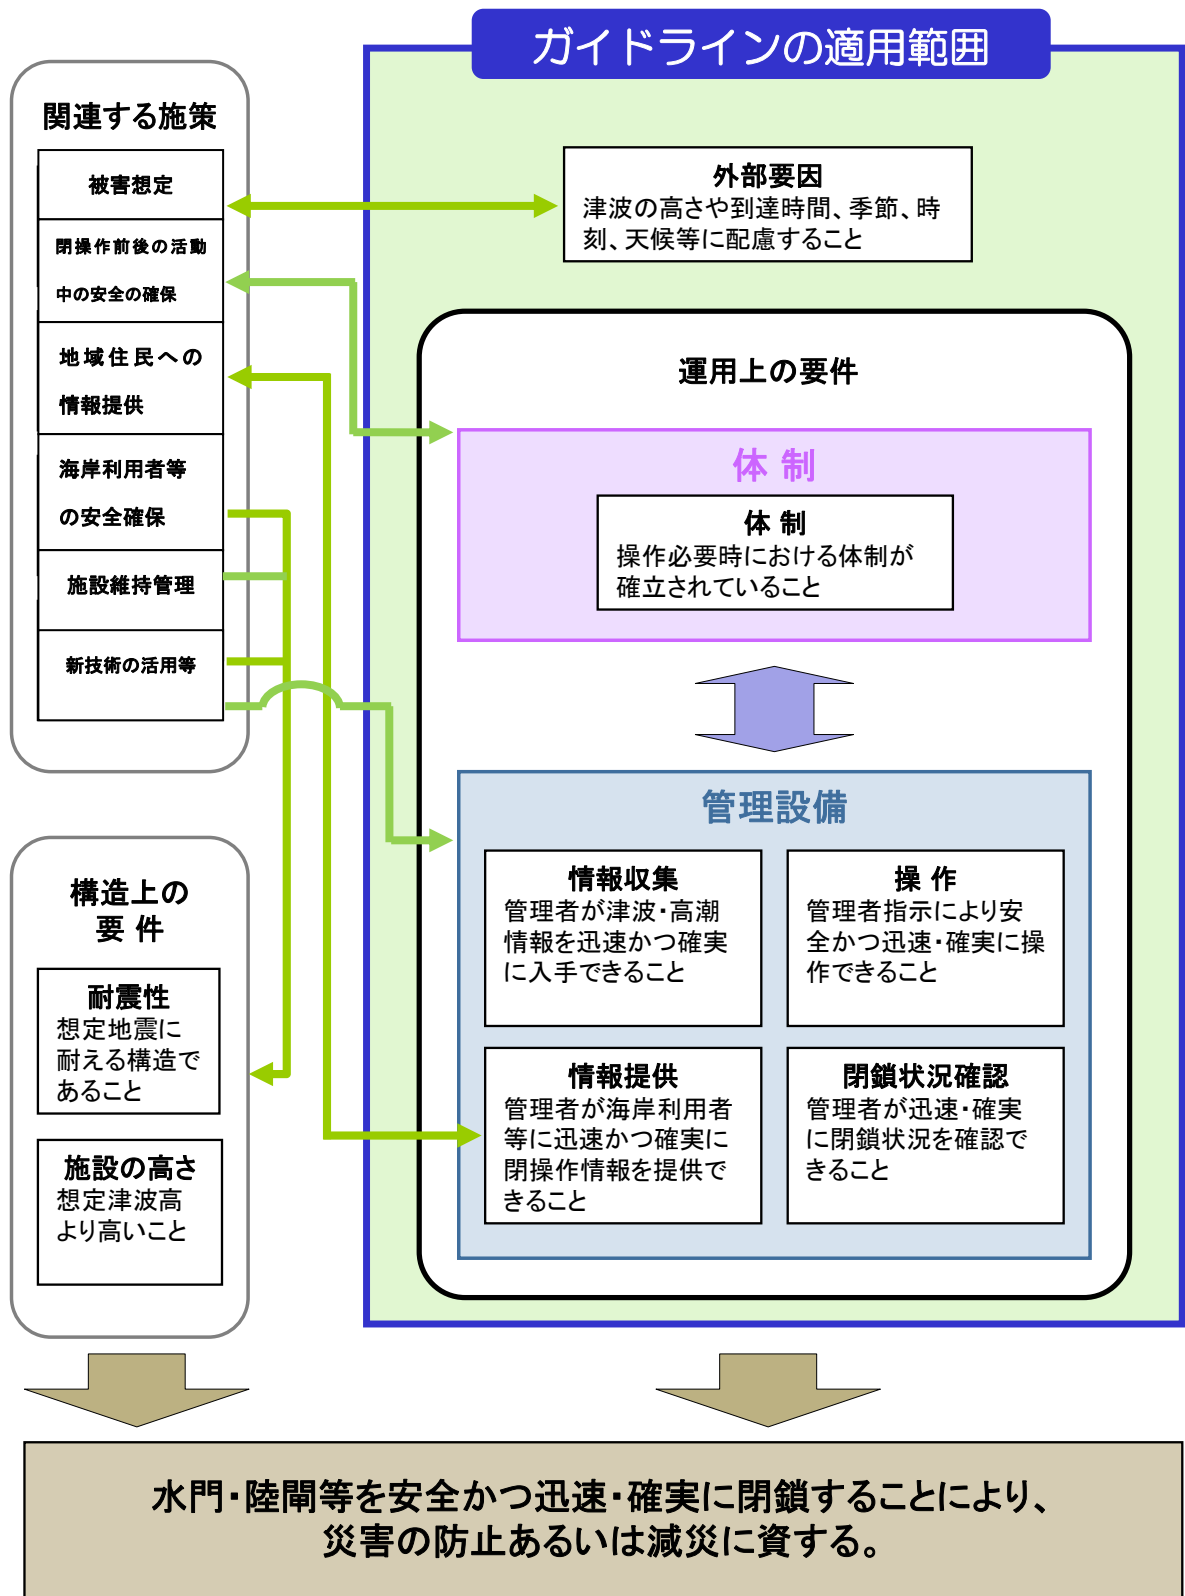 ガイドラインの適用範囲
関連する施策
被害想定
閉操作前後の活動
中の安全の確保
地域住民への
情報提供
海岸利用者等
の安全確保
施設維持管理
新技術の活用等
外部要因
津波の高さや到達時間、季節、時
刻、天候等に配慮すること
運用上の要件
体 制
体 制
操作必要時における体制が
確立されていること
管理設備
情報収集
管理者が津波・高潮
情報を迅速かつ確実
に入手できること
操 作
管理者指示により安
全かつ迅速・確実に操
作できること
情報提供
管理者が海岸利用者
等に迅速かつ確実に
閉操作情報を提供で
きること
閉鎖状況確認
管理者が迅速・確実
に閉鎖状況を確認で
きること
構造上の
要 件
耐震性
想定地震に
耐える構造で
あること
施設の高さ
想定津波高
より高いこと
水門・陸閘等を安全かつ迅速・確実に閉鎖することにより、
災害の防止あるいは減災に資する。